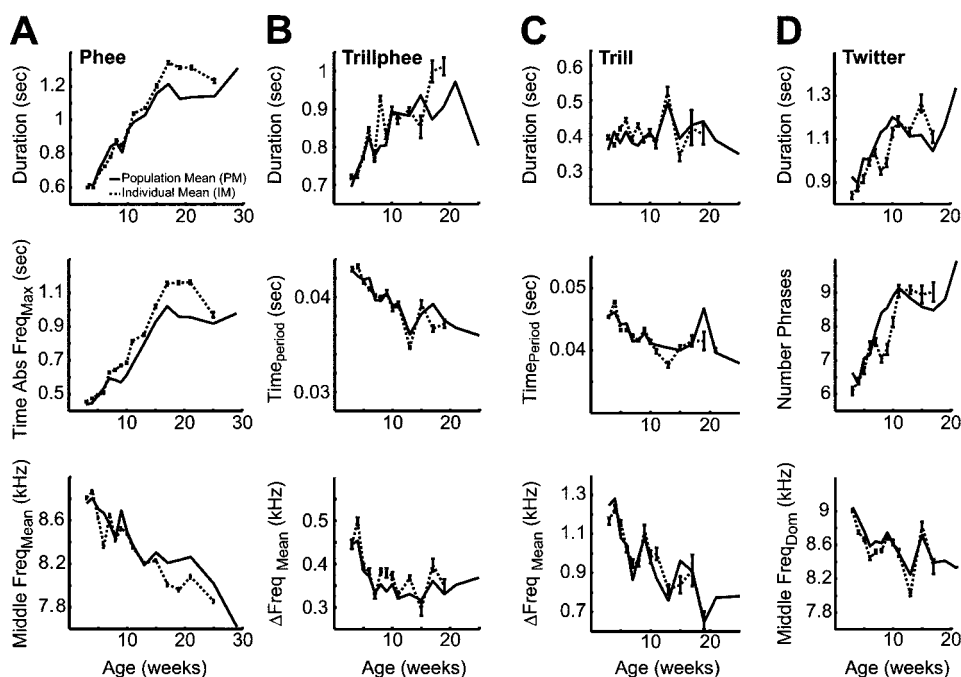 A
Phee
Duration (sec)
1.2
1.0
0.8
0.6
Population Mean (PM)
Individual Mean (IM)
10
20
30
B
Trillphee
Duration (sec)
1
0.9
0.8
0.7
10
20
C
Trill
Duration (sec)
0.6
0.5
0.4
0.3
10
20
D
Twitter
Duration (sec)
1.3
1.1
0.9
10
20
Time Abs FreqMax (sec)
1.1
0.9
0.7
0.5
10
20
30
Timeperiod (sec)
0.04
0.03
10
20
TimePeriod (sec)
0.05
0.04
10
20
Number Phrases
9
8
7
6
10
20
Middle FreqMean (kHz)
8.6
8.2
7.8
10
20
30
Age (weeks)
ΔFreq Mean (kHz)
0.5
0.4
0.3
10
20
Age (weeks)
ΔFreq Mean (kHz)
1.3
1.1
0.9
0.7
10
20
Age (weeks)
Middle FreqDom (kHz)
9
8.6
8.2
7.8
10
20
Age (weeks)